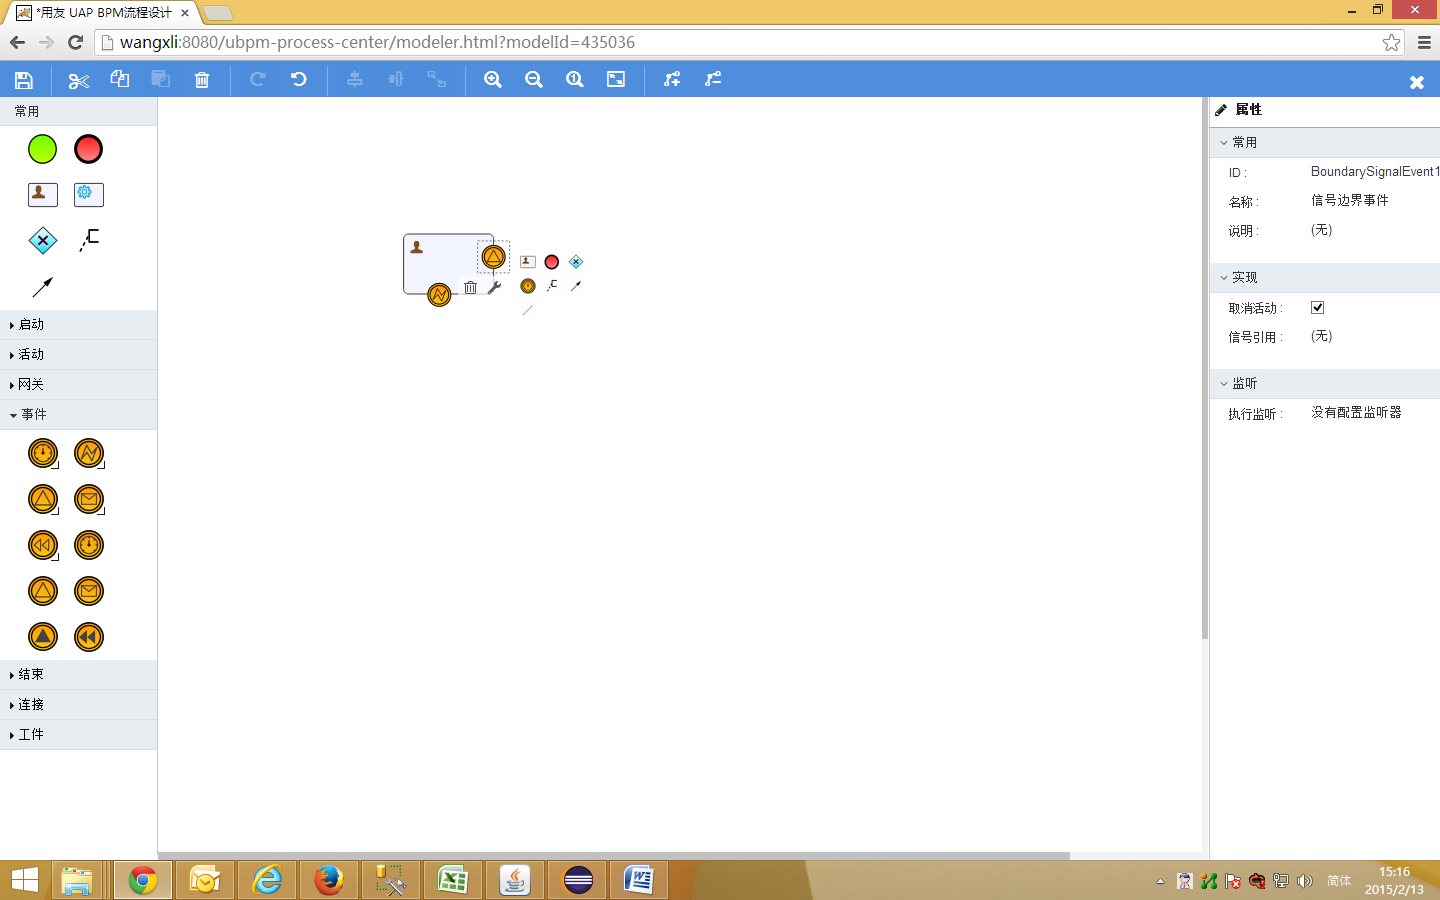 *用友 UAP BPM流程设计
wangxli:8080/ubpm-process-center/modeler.html?modelId=435036
常用
启动
活动
网关
事件
结束
连接
工件
属性
常用
ID : BoundarySignalEvent1
名称 : 信号边界事件
说明 : (无)
实现
取消活动 :
信号引用 : (无)
监听
执行监听 : 没有配置监听器
简体
15:16
2015/2/13